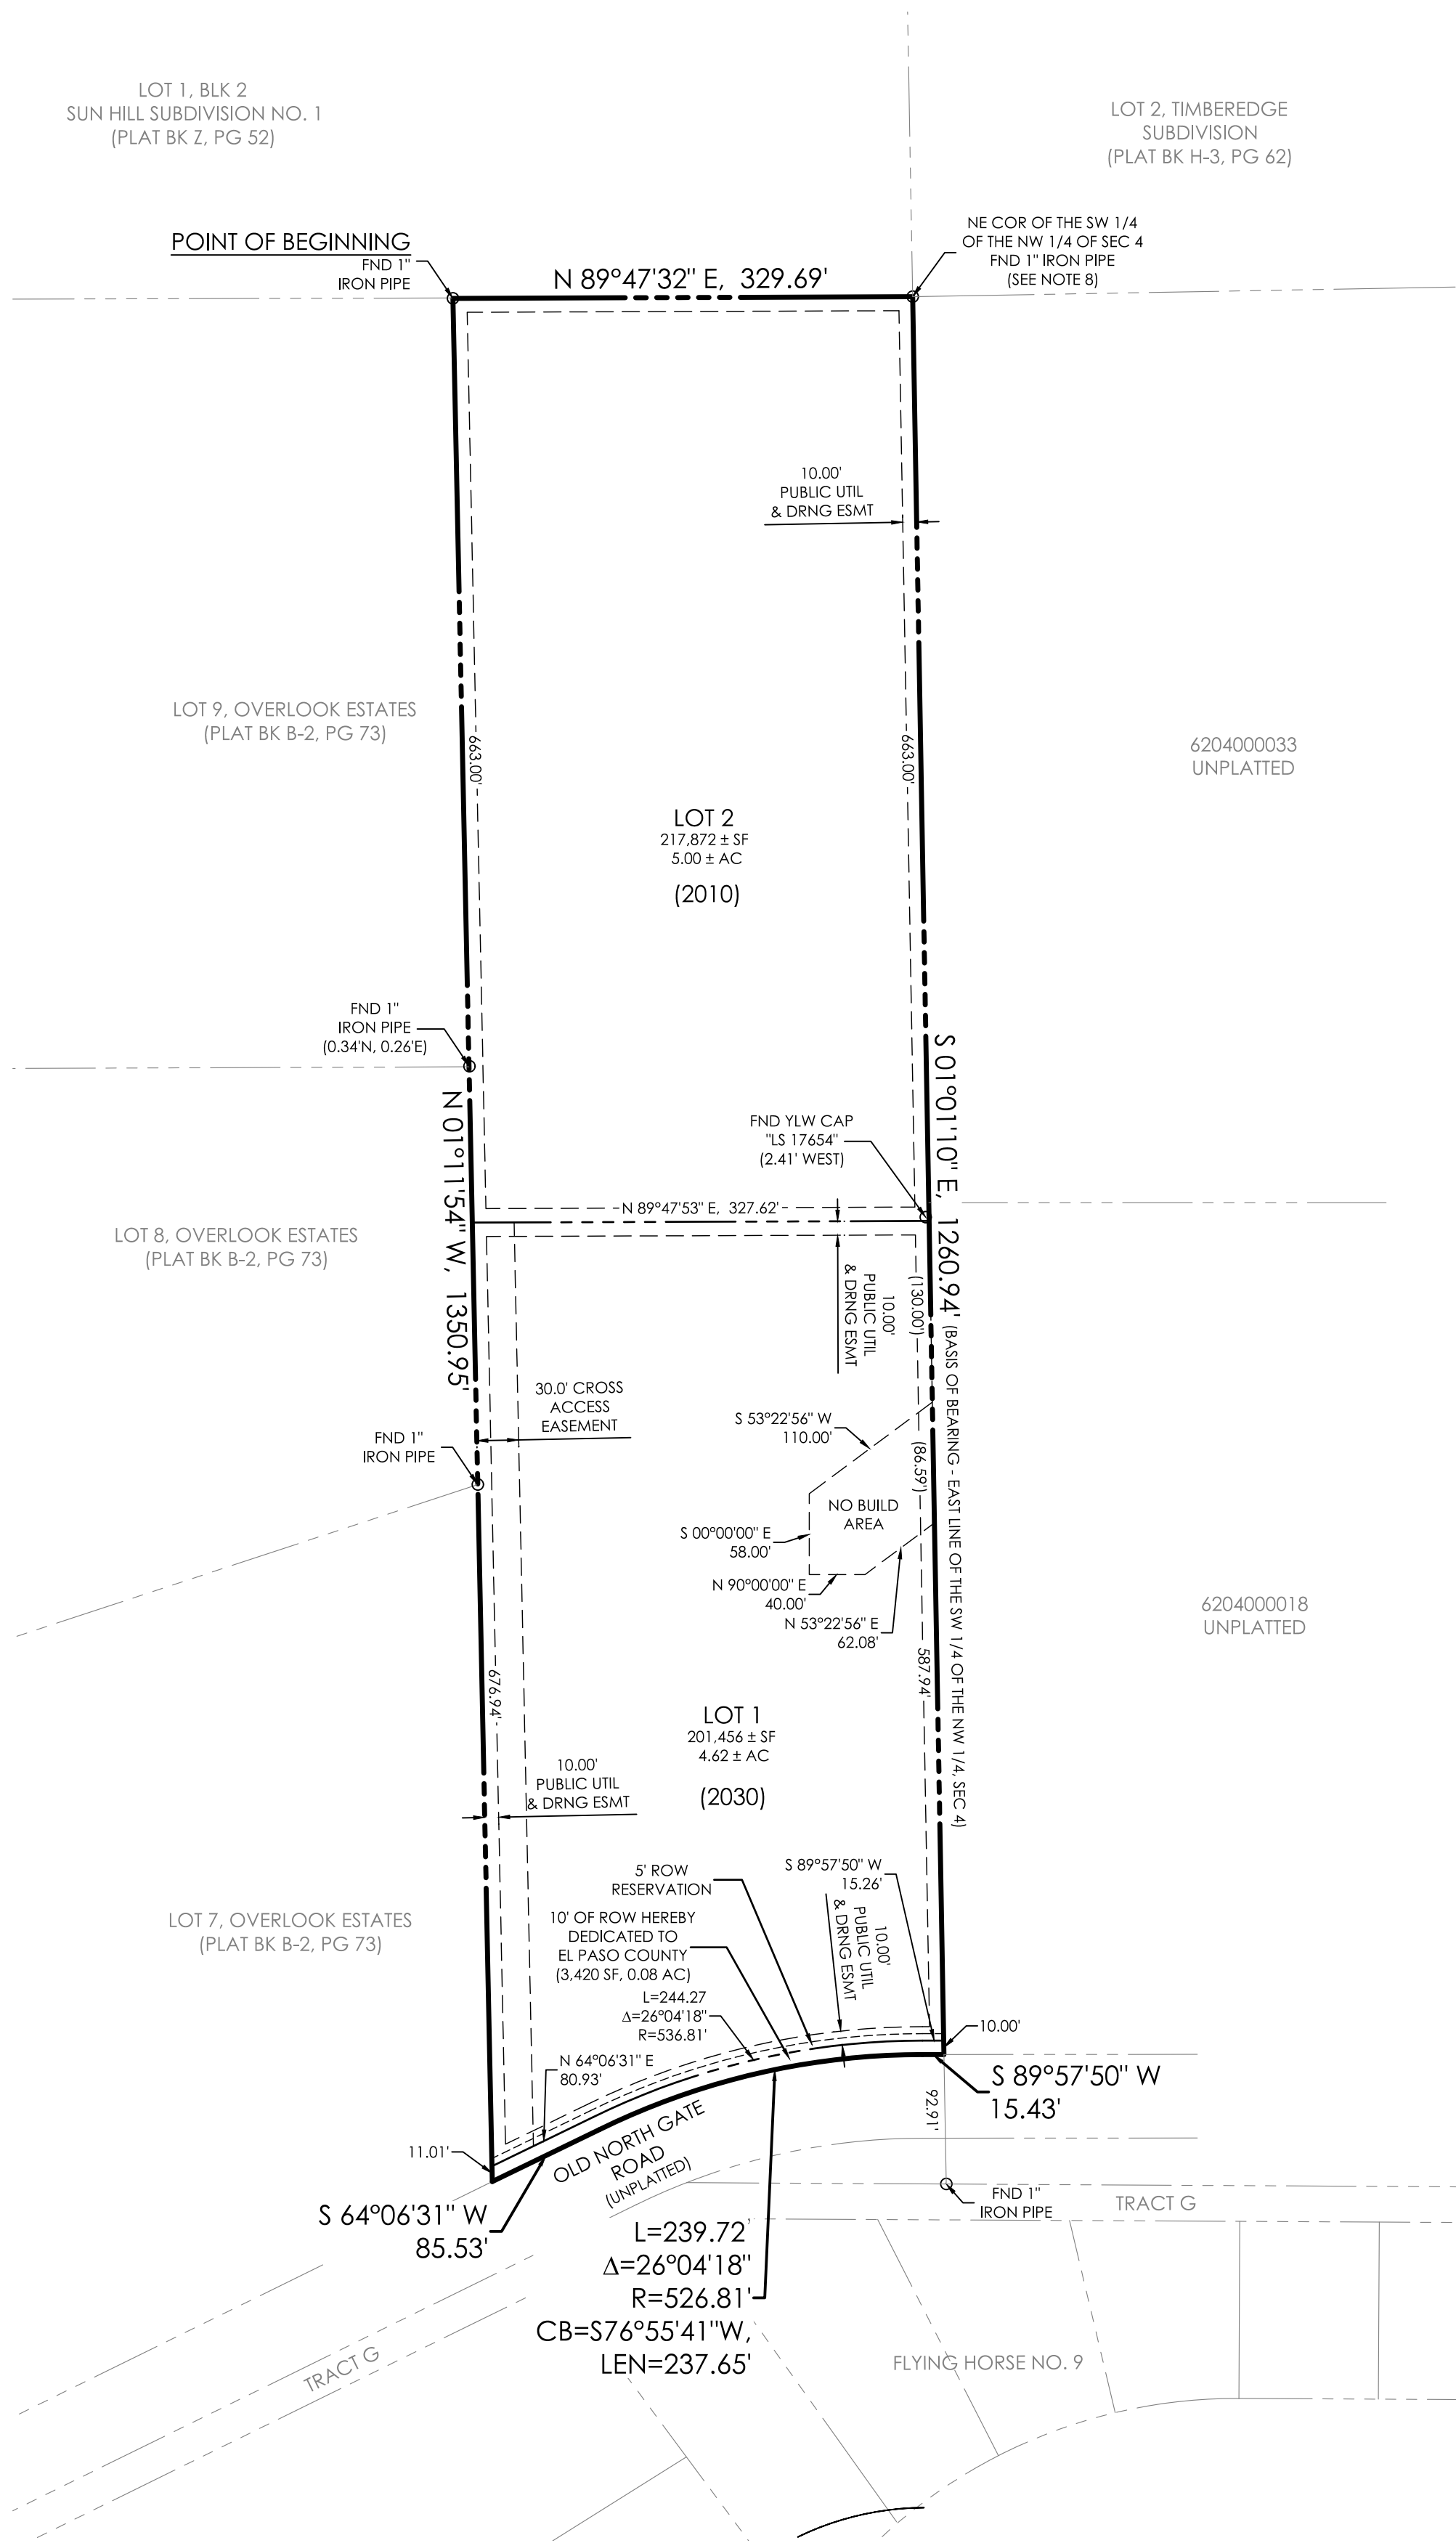 LOT 1, BLK 2
SUN HILL SUBDIVISION NO. 1
(PLAT BK Z, PG 52)
LOT 2, TIMBEREDGE
SUBDIVISION
(PLAT BK H-3, PG 62)
POINT OF BEGINNING
FND 1"
IRON PIPE
N 89°47'32" E, 329.69'
NE COR OF THE SW 1/4
OF THE NW 1/4 OF SEC 4
FND 1" IRON PIPE
(SEE NOTE 8)
10.00'
PUBLIC UTIL
& DRNG ESMT
LOT 9, OVERLOOK ESTATES
(PLAT BK B-2, PG 73)
663.00'
663.00'
6204000033
UNPLATTED
LOT 2
217,872 ± SF
5.00 ± AC
(2010)
FND 1"
IRON PIPE
(0.34'N, 0.26'E)
N 01°11'54" W, 1350.95'
S 01°01'10" E, 1260.94' (BASIS OF BEARING - EAST LINE OF THE SW 1/4 OF THE NW 1/4, SEC 4)
FND YLW CAP
"LS 17654"
(2.41' WEST)
N 89°47'53" E, 327.62'
LOT 8, OVERLOOK ESTATES
(PLAT BK B-2, PG 73)
10.00'
PUBLIC UTIL
& DRNG ESMT
(130.00')
30.0' CROSS
ACCESS
EASEMENT
FND 1"
IRON PIPE
S 53°22'56" W
110.00'
(86.59')
NO BUILD
AREA
S 00°00'00" E
58.00'
N 90°00'00" E
40.00'
N 53°22'56" E
62.08'
6204000018
UNPLATTED
676.94'
587.94'
LOT 1
201,456 ± SF
4.62 ± AC
(2030)
10.00'
PUBLIC UTIL
& DRNG ESMT
5' ROW
RESERVATION
S 89°57'50" W
15.26'
10.00'
PUBLIC UTIL
& DRNG ESMT
LOT 7, OVERLOOK ESTATES
(PLAT BK B-2, PG 73)
10' OF ROW HEREBY
DEDICATED TO
EL PASO COUNTY
(3,420 SF, 0.08 AC)
L=244.27
Δ=26°04'18"
R=536.81'
10.00'
N 64°06'31" E
80.93'
S 89°57'50" W
15.43'
92.91'
11.01'
OLD NORTH GATE
ROAD
(UNPLATTED)
FND 1"
IRON PIPE
TRACT G
S 64°06'31" W
85.53'
L=239.72'
Δ=26°04'18"
R=526.81'
CB=S76°55'41"W,
LEN=237.65'
TRACT G
FLYING HORSE NO. 9